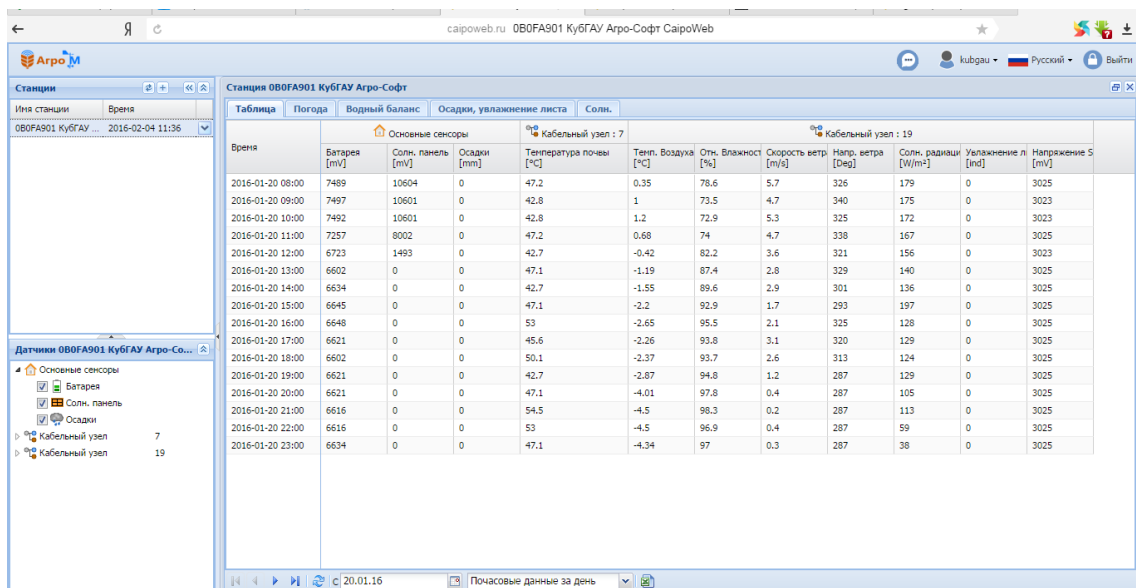 Я caipoweb.ru 0B0FA901 КубГАУ Агро-Софт CaipoWeb
Агро М kubgau Русский Выйти
Станции
Имя станции Время
0B0FA901 КубГАУ ... 2016-02-04 11:36
Станция 0B0FA901 КубГАУ Агро-Софт
Таблица Погода Водный баланс Осадки, увлажнение листа Солн.
Основные сенсоры Кабельный узел : 7 Кабельный узел : 19
Время Батарея [mV] Солн. панель [mV] Осадки [mm] Температура почвы [°C] Темп. Воздуха [°C] Отн. Влажност [%] Скорость ветр [m/s] Напр. ветра [Deg] Солн. радиаци [W/m²] Увлажнение л [ind] Напряжение S [mV]
2016-01-20 08:00 7489 10604 0 47.2 0.35 78.6 5.7 326 179 0 3025
2016-01-20 09:00 7497 10601 0 42.8 1 73.5 4.7 340 175 0 3023
2016-01-20 10:00 7492 10601 0 42.8 1.2 72.9 5.3 325 172 0 3023
2016-01-20 11:00 7257 8002 0 47.2 0.68 74 4.7 338 167 0 3025
2016-01-20 12:00 6723 1493 0 42.7 -0.42 82.2 3.6 321 156 0 3023
2016-01-20 13:00 6602 0 0 47.1 -1.19 87.4 2.8 329 140 0 3025
2016-01-20 14:00 6634 0 0 42.7 -1.55 89.6 2.9 301 136 0 3025
2016-01-20 15:00 6645 0 0 47.1 -2.2 92.9 1.7 293 197 0 3025
2016-01-20 16:00 6648 0 0 53 -2.65 95.5 2.1 325 128 0 3025
2016-01-20 17:00 6621 0 0 45.6 -2.26 93.8 3.1 320 129 0 3025
2016-01-20 18:00 6602 0 0 50.1 -2.37 93.7 2.6 313 124 0 3025
2016-01-20 19:00 6621 0 0 42.7 -2.87 94.8 1.2 287 129 0 3025
2016-01-20 20:00 6621 0 0 47.1 -4.01 97.8 0.4 287 105 0 3025
2016-01-20 21:00 6616 0 0 54.5 -4.5 98.3 0.2 287 113 0 3025
2016-01-20 22:00 6616 0 0 53 -4.5 96.9 0.4 287 59 0 3025
2016-01-20 23:00 6634 0 0 47.1 -4.34 97 0.3 287 38 0 3025
Датчики 0B0FA901 КубГАУ Агро-Со...
Основные сенсоры
Батарея
Солн. панель
Осадки
Кабельный узел 7
Кабельный узел 19
с 20.01.16 Почасовые данные за день